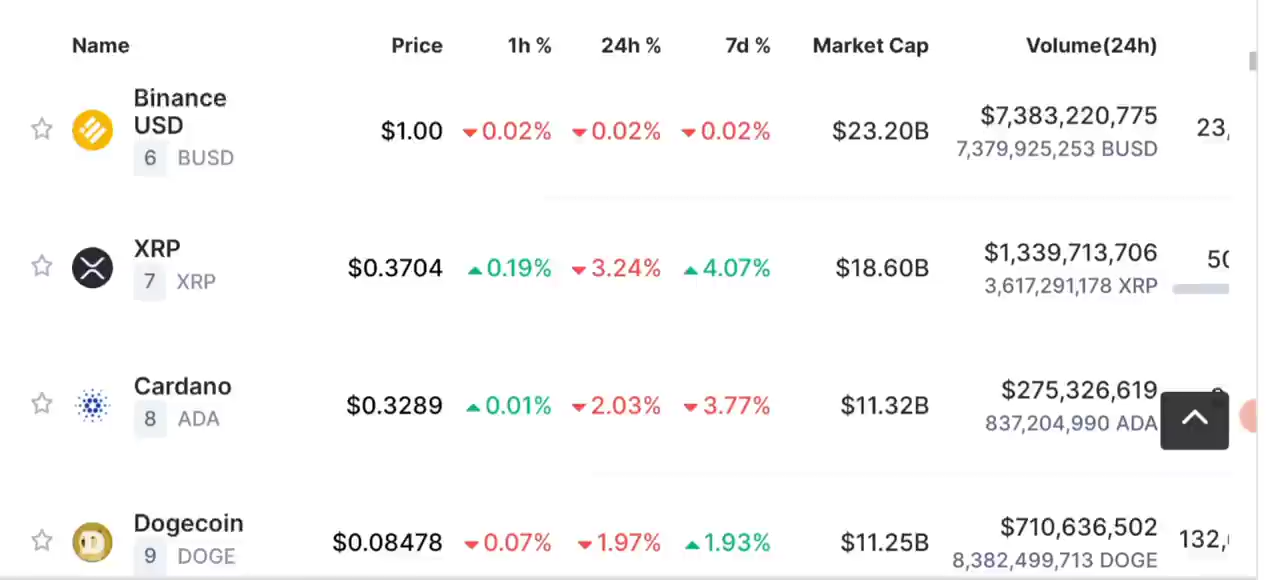 Name Price 1h % 24h % 7d % Market Cap Volume(24h)
Binance
USD
6 BUSD
$1.00 0.02% 0.02% 0.02% $23.20B
$7,383,220,775
7,379,925,253 BUSD
23,
XRP
7 XRP
$0.3704 0.19% 3.24% 4.07% $18.60B
$1,339,713,706
3,617,291,178 XRP
50
Cardano
8 ADA
$0.3289 0.01% 2.03% 3.77% $11.32B
$275,326,619
837,204,990 ADA
Dogecoin
9 DOGE
$0.08478 0.07% 1.97% 1.93% $11.25B
$710,636,502
8,382,499,713 DOGE
132,